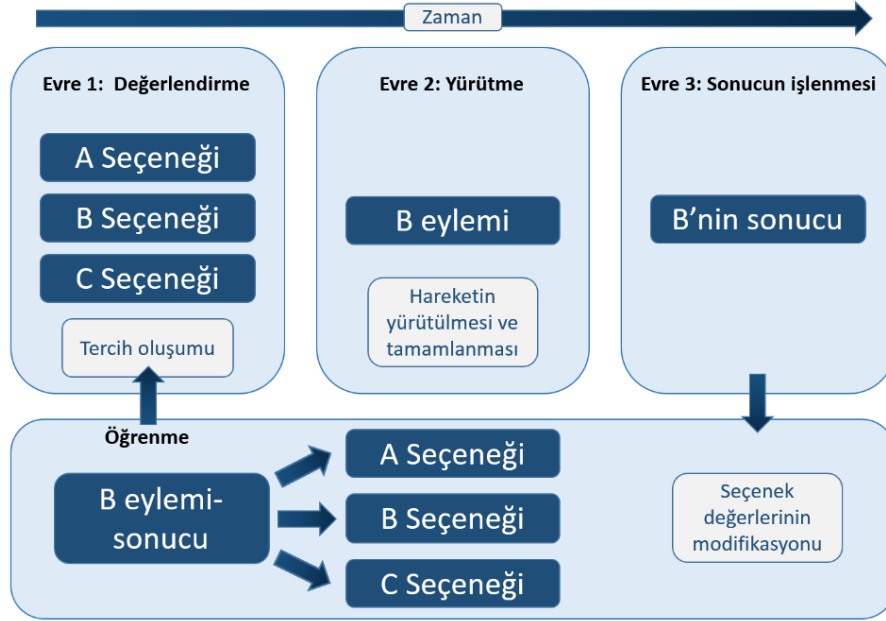 Zaman
Evre 1: Değerlendirme
A Seçeneği
B Seçeneği
C Seçeneği
Tercih oluşumu
Evre 2: Yürütme
B eylemi
Hareketin
yürütülmesi ve
tamamlanması
Evre 3: Sonucun işlenmesi
B’nin sonucu
Öğrenme
B eylemi-
sonucu
A Seçeneği
B Seçeneği
C Seçeneği
Seçenek
değerlerinin
modifikasyonu